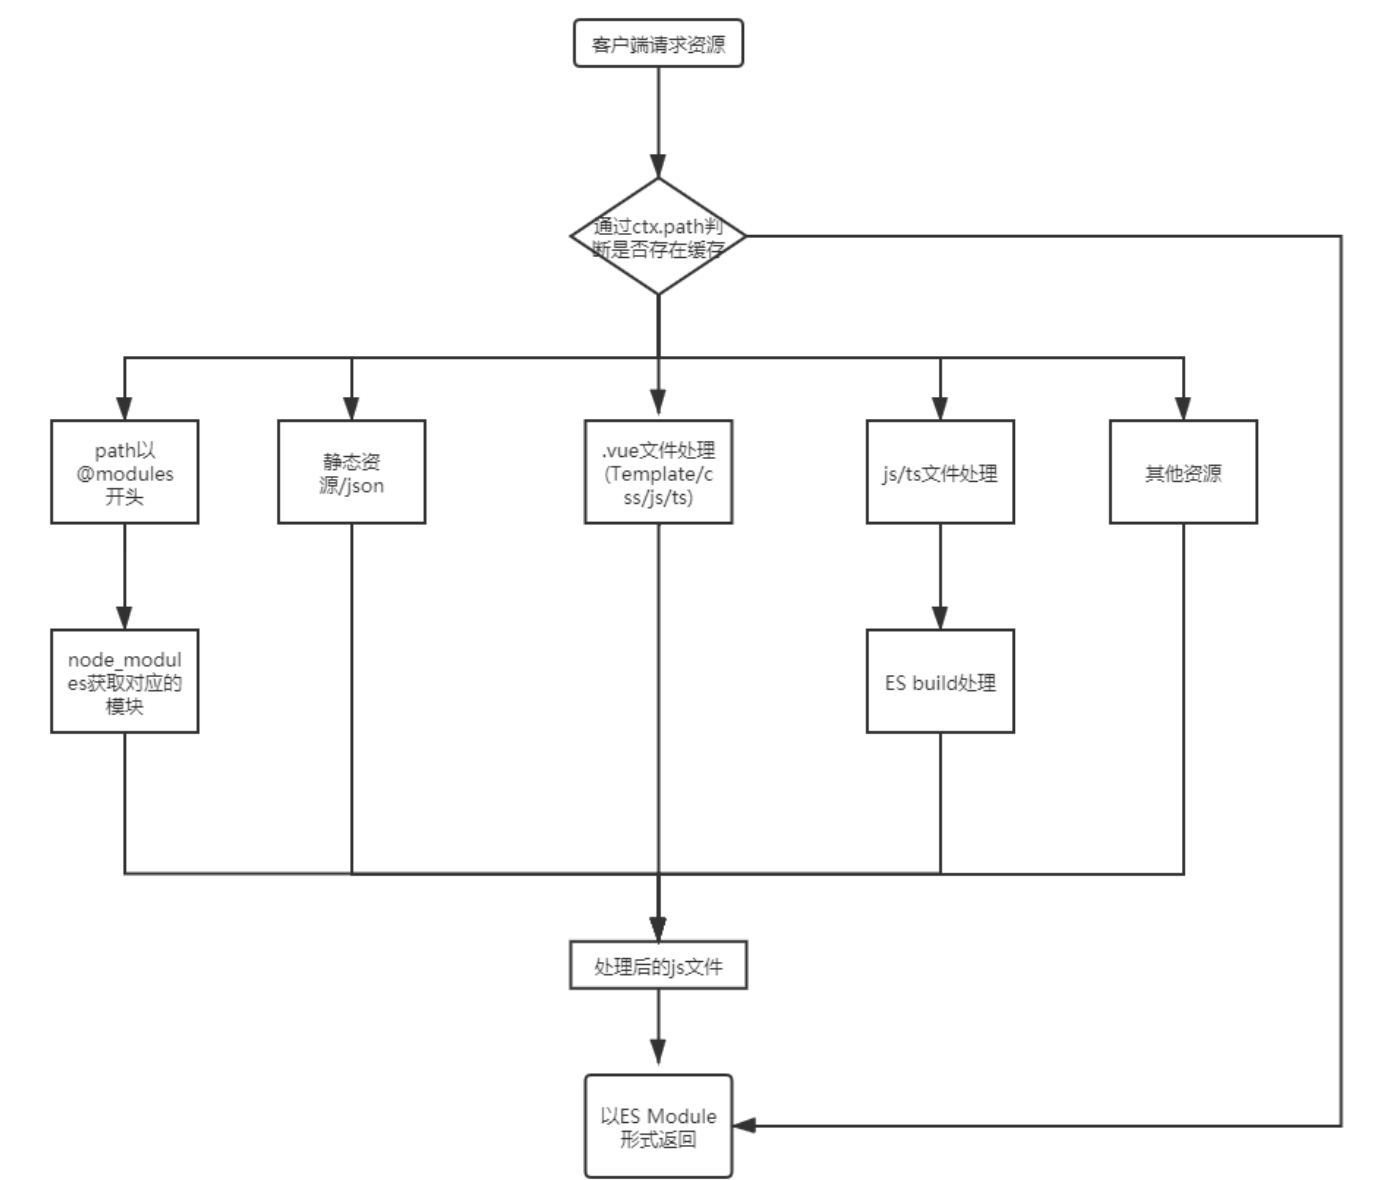 客户端请求资源
通过ctx.path判
断是否存在缓存
path以
@modules
开头
静态资
源/json
.vue文件处理
(Template/c
ss/js/ts)
js/ts文件处理
其他资源
node_modul
es获取对应的
模块
ES build处理
处理后的js文件
以ES Module
形式返回